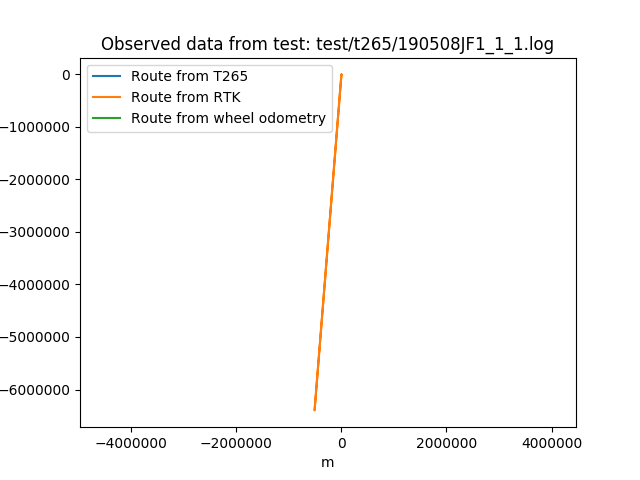 Observed data from test: test/t265/190508JF1_1_1.log
Route from T265
Route from RTK
Route from wheel odometry
0
−1000000
−2000000
−3000000
−4000000
−5000000
−6000000
−4000000 −2000000 0 2000000 4000000
m